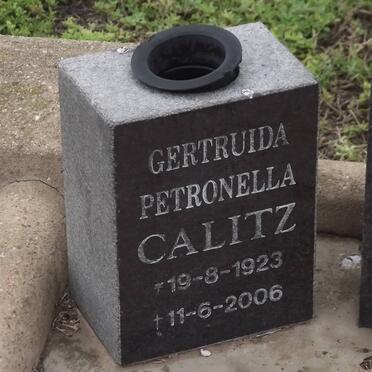 GERTRUIDA
PETRONELLA
CALITZ
*19-8-1923
†11-6-2006